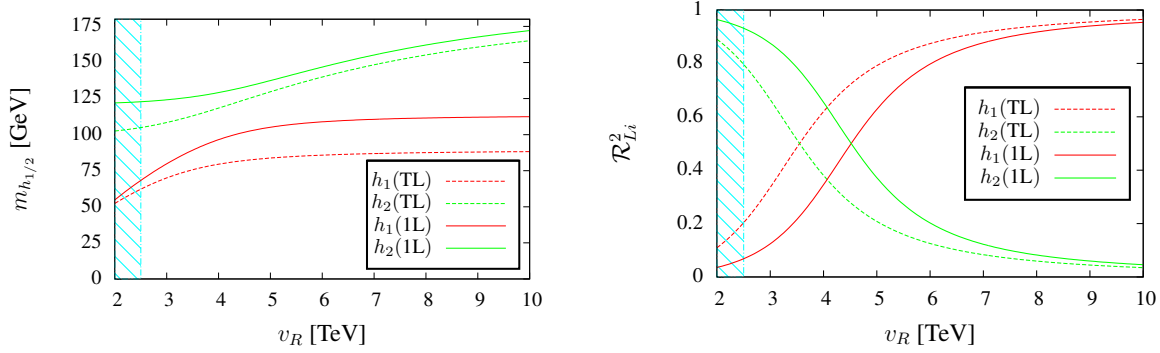 175
150
125
100
75
50
25
0
2 3 4 5 6 7 8 9 10
m_{h_{1/2}} [GeV]
v_R [TeV]
h_1(TL)
h_2(TL)
h_1(1L)
h_2(1L)
1
0.8
0.6
0.4
0.2
0
2 3 4 5 6 7 8 9 10
\mathcal{R}^2_{Li}
v_R [TeV]
h_1(TL)
h_2(TL)
h_1(1L)
h_2(1L)